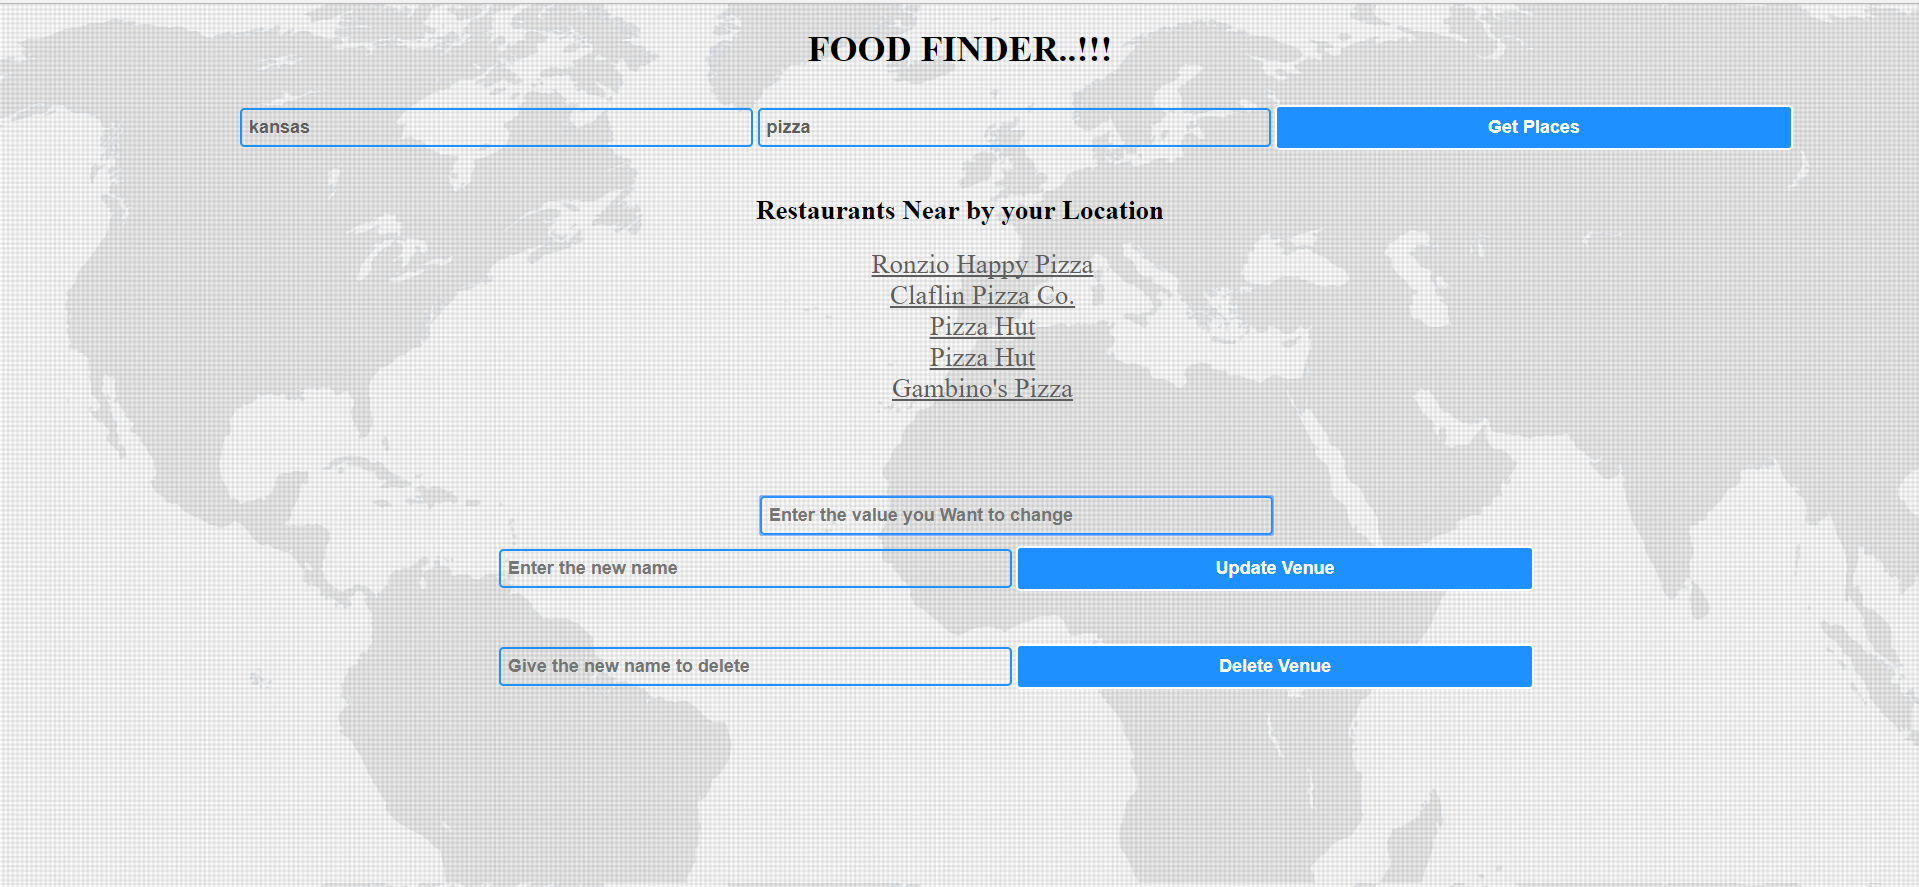 FOOD FINDER..!!!
kansas pizza Get Places
Restaurants Near by your Location
Ronzio Happy Pizza
Claflin Pizza Co.
Pizza Hut
Pizza Hut
Gambino's Pizza
Enter the value you Want to change
Enter the new name Update Venue
Give the new name to delete Delete Venue